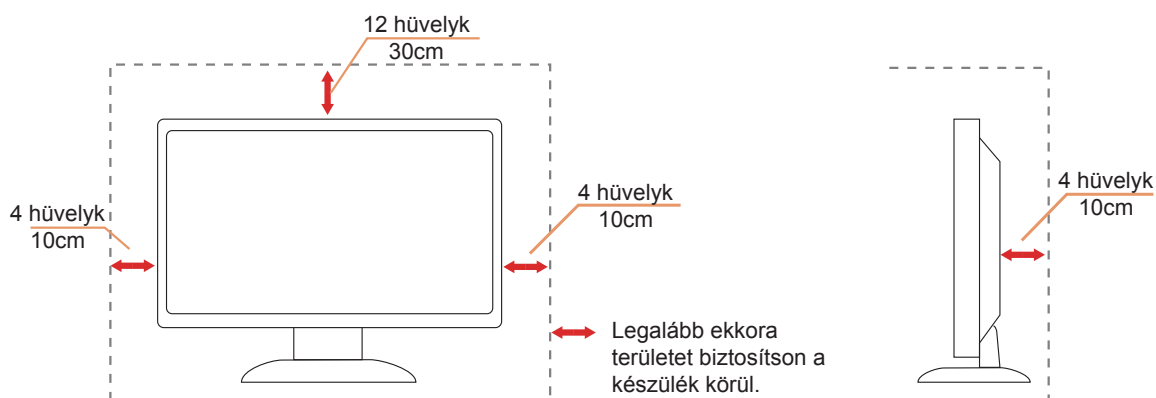 12 hüvelyk
30cm
4 hüvelyk
10cm
4 hüvelyk
10cm
4 hüvelyk
10cm
Legalább ekkora
területet biztosítson a
készülék körül.